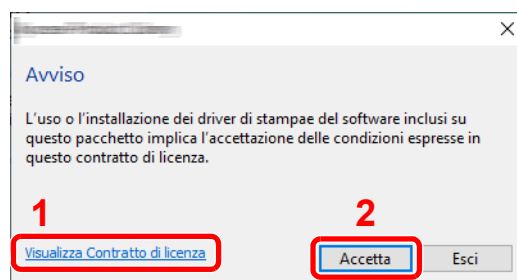 Avviso
L'uso o l'installazione dei driver di stampae del software inclusi su
questo pacchetto implica l'accettazione delle condizioni espresse in
questo contratto di licenza.
1
2
Visualizza Contratto di licenza
Accetta
Esci